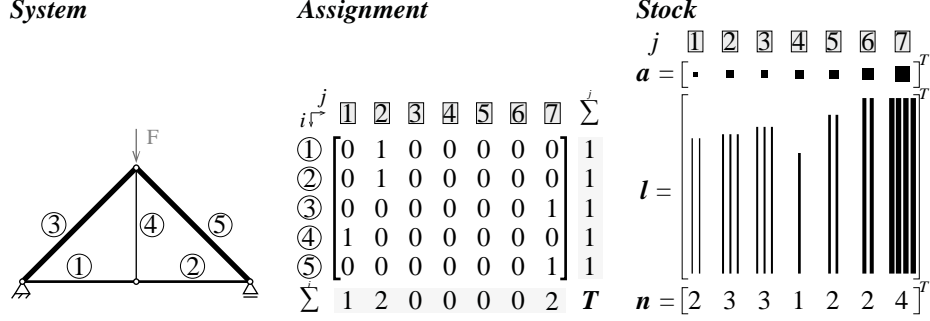 System Assignment Stock
j 1 2 3 4 5 6 7
a = [ ]T
F
j
i 1 2 3 4 5 6 7 j∑
1 0 1 0 0 0 0 0 1
2 0 1 0 0 0 0 0 1
3 0 0 0 0 0 0 1 1
4 1 0 0 0 0 0 0 1
5 0 0 0 0 0 0 1 1
i∑ 1 2 0 0 0 0 2 T
3 4 5
1 2
l = [ ]T
n = [2 3 3 1 2 2 4]T